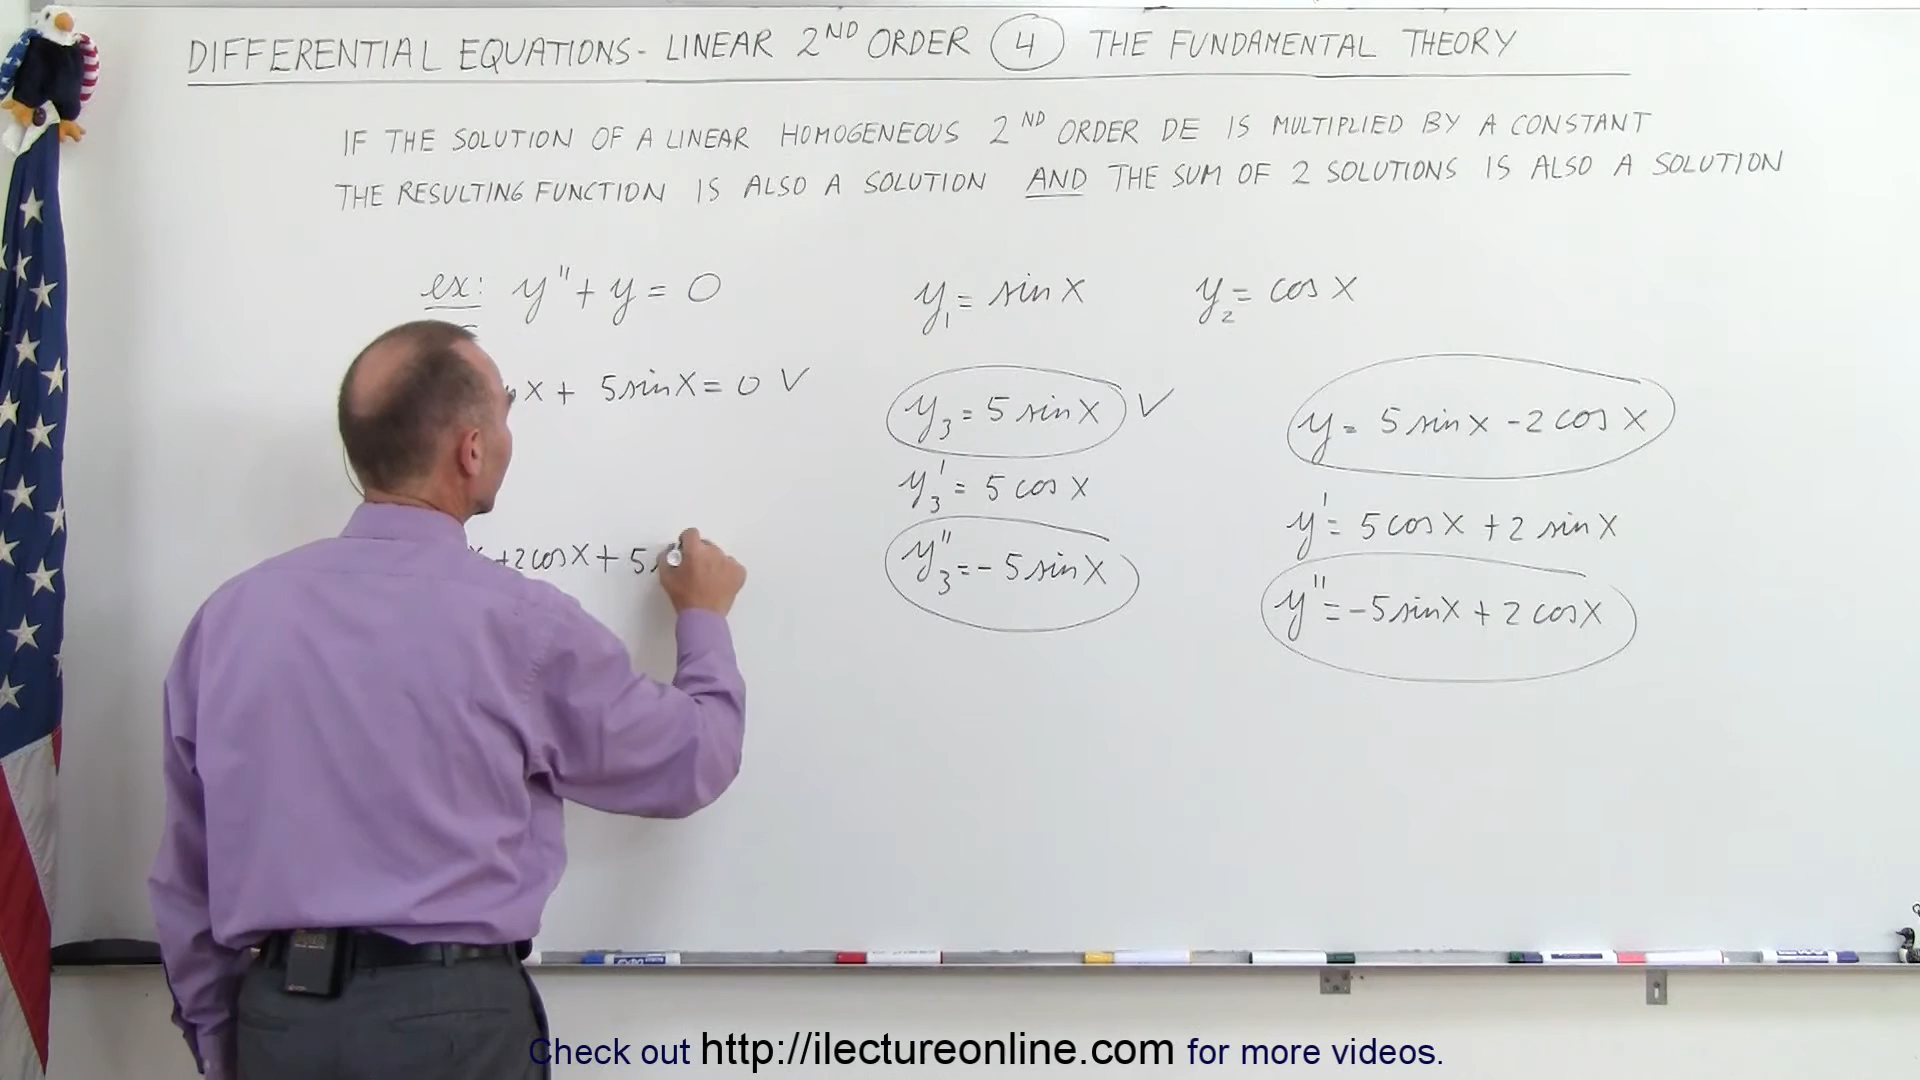 DIFFERENTIAL EQUATIONS - LINEAR 2ND ORDER 4 THE FUNDAMENTAL THEORY
IF THE SOLUTION OF A LINEAR HOMOGENEOUS 2ND ORDER DE IS MULTIPLIED BY A CONSTANT
THE RESULTING FUNCTION IS ALSO A SOLUTION AND THE SUM OF 2 SOLUTIONS IS ALSO A SOLUTION
ex: y" + y = 0
x + 5 sin x = 0 ✓
+ 2 cos x + 5
y₁ = sin x
y₃ = 5 sin x ✓
y₃' = 5 cos x
y₃" = - 5 sin x
y₂ = cos x
y = 5 sin x - 2 cos x
y' = 5 cos x + 2 sin x
y" = -5 sin x + 2 cos x
Check out http://ilectureonline.com for more videos.